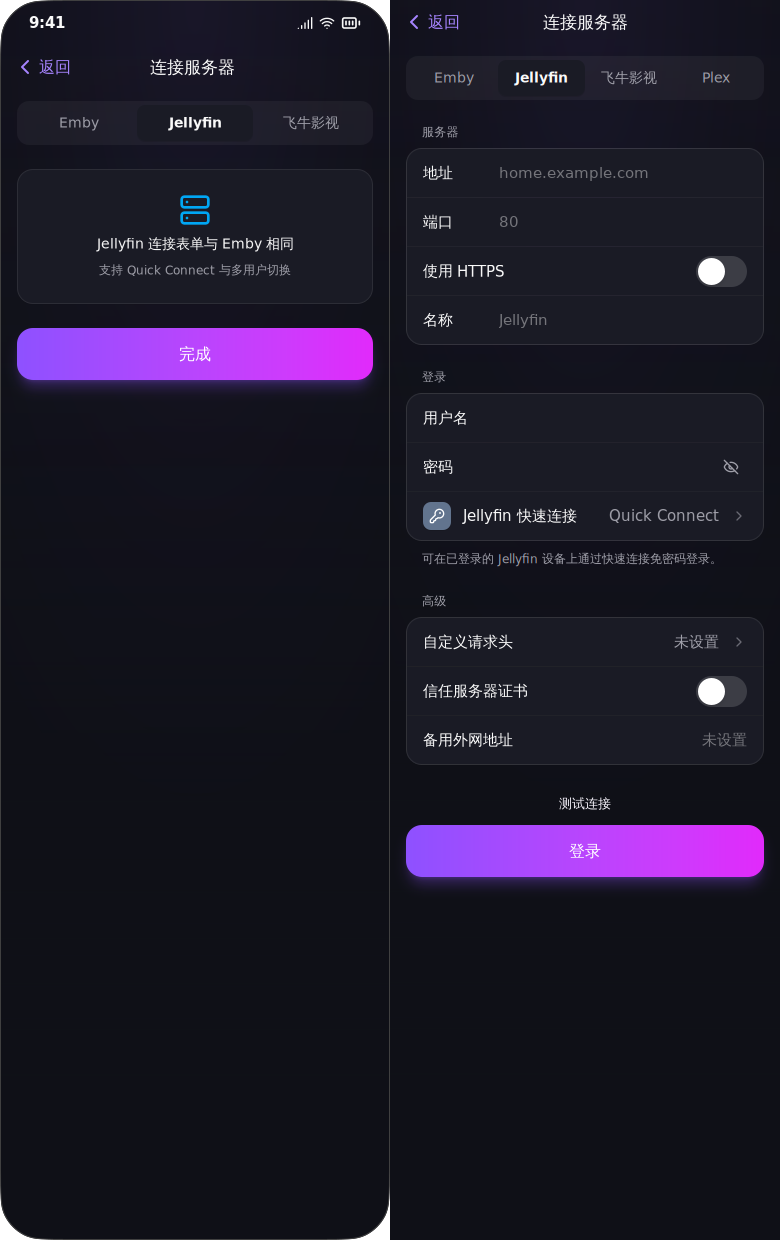 9:41
返回
连接服务器
Emby
Jellyfin
飞牛影视
Jellyfin 连接表单与 Emby 相同
支持 Quick Connect 与多用户切换
完成
返回
连接服务器
Emby
Jellyfin
飞牛影视
Plex
服务器
地址 home.example.com
端口 80
使用 HTTPS
名称 Jellyfin
登录
用户名
密码
Jellyfin 快速连接 Quick Connect
可在已登录的 Jellyfin 设备上通过快速连接免密码登录。
高级
自定义请求头 未设置
信任服务器证书
备用外网地址 未设置
测试连接
登录